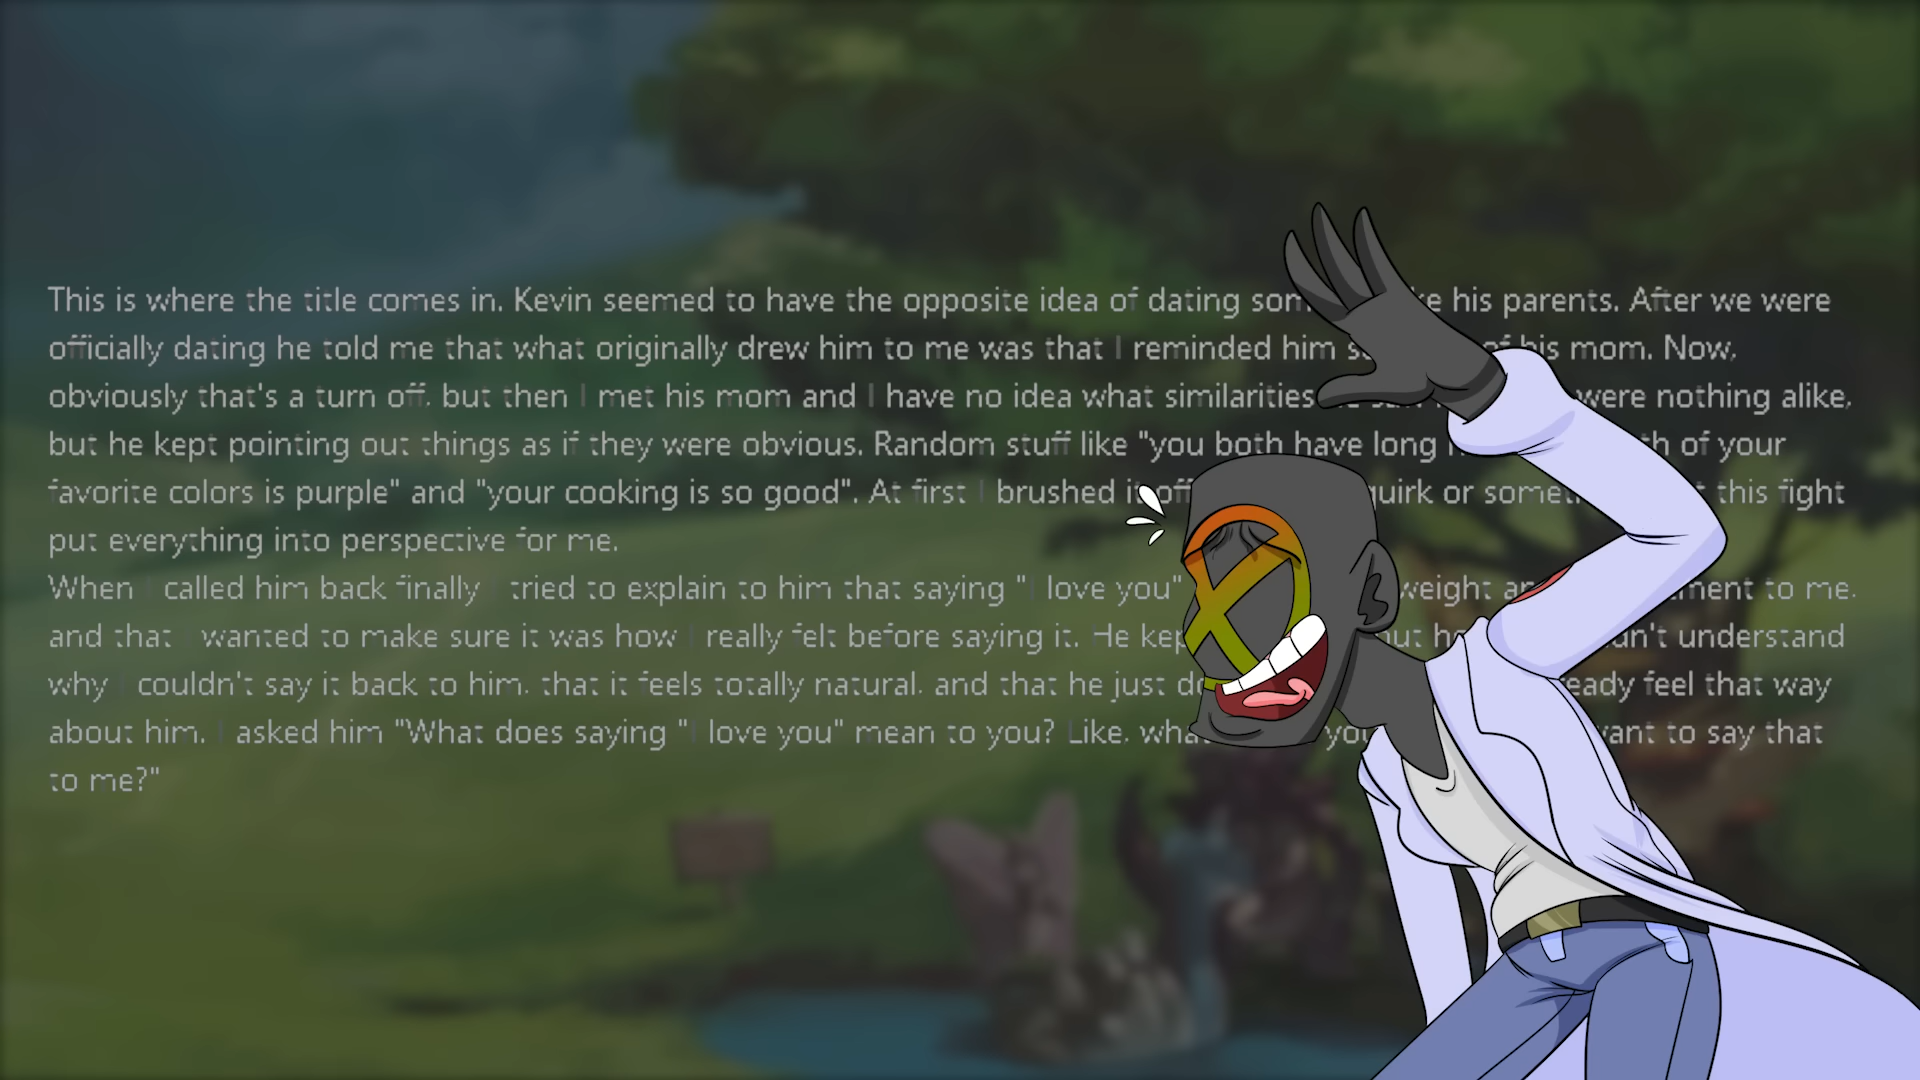 This is where the title comes in. Kevin seemed to have the opposite idea of dating his parents. After we were
officially dating he told me that what originally drew him to me was that I reminded him of his mom. Now,
obviously that's a turn off, but then I met his mom and I have no idea what similarities were nothing alike,
but he kept pointing out things as if they were obvious. Random stuff like "you both have long of your
favorite colors is purple" and "your cooking is so good". At first I brushed it off this fight
put everything into perspective for me.
When I called him back finally I tried to explain to him that saying "I love you" weight to me,
and that I wanted to make sure it was how I really felt before saying it. He understand
why I couldn't say it back to him, that it feels totally natural, and that he just feel that way
about him. I asked him "What does saying "I love you" mean to you? Like, to say that
to me?"